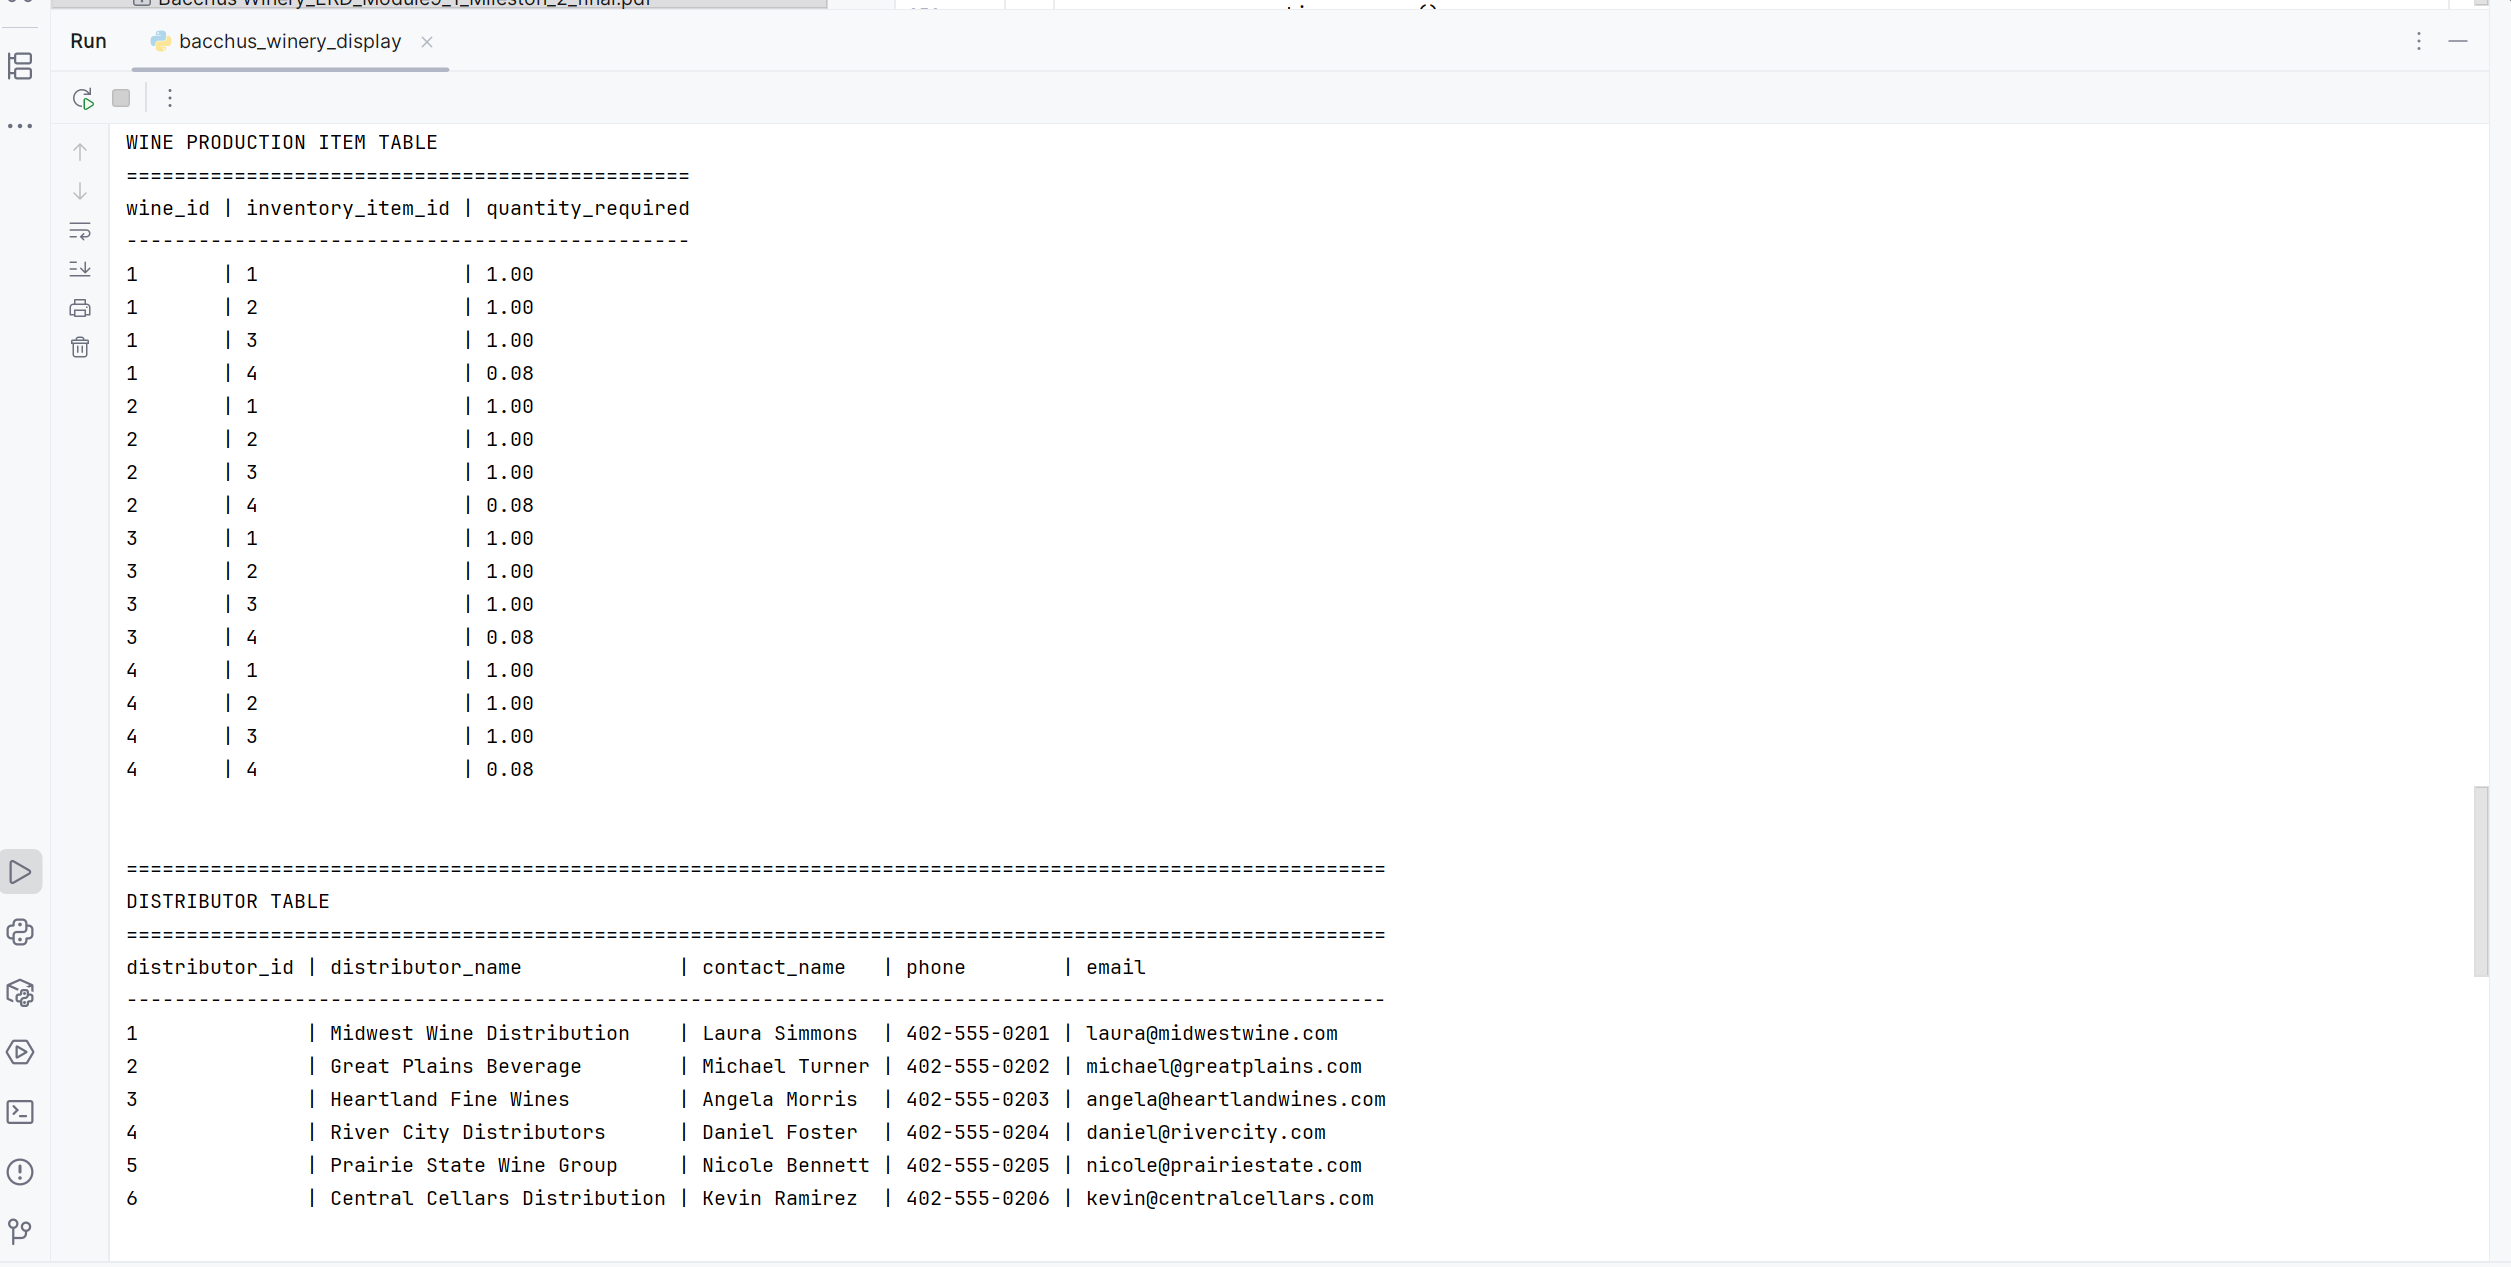 Bacchus Winery_ERD_Module9_1_Mileston_2_final.pdf
Run bacchus_winery_display
WINE PRODUCTION ITEM TABLE
===============================================
wine_id | inventory_item_id | quantity_required
-----------------------------------------------
1       | 1                 | 1.00
1       | 2                 | 1.00
1       | 3                 | 1.00
1       | 4                 | 0.08
2       | 1                 | 1.00
2       | 2                 | 1.00
2       | 3                 | 1.00
2       | 4                 | 0.08
3       | 1                 | 1.00
3       | 2                 | 1.00
3       | 3                 | 1.00
3       | 4                 | 0.08
4       | 1                 | 1.00
4       | 2                 | 1.00
4       | 3                 | 1.00
4       | 4                 | 0.08
=========================================================================================================
DISTRIBUTOR TABLE
=========================================================================================================
distributor_id | distributor_name             | contact_name   | phone        | email
---------------------------------------------------------------------------------------------------------
1              | Midwest Wine Distribution    | Laura Simmons  | 402-555-0201 | laura@midwestwine.com
2              | Great Plains Beverage        | Michael Turner | 402-555-0202 | michael@greatplains.com
3              | Heartland Fine Wines         | Angela Morris  | 402-555-0203 | angela@heartlandwines.com
4              | River City Distributors      | Daniel Foster  | 402-555-0204 | daniel@rivercity.com
5              | Prairie State Wine Group     | Nicole Bennett | 402-555-0205 | nicole@prairiestate.com
6              | Central Cellars Distribution | Kevin Ramirez  | 402-555-0206 | kevin@centralcellars.com